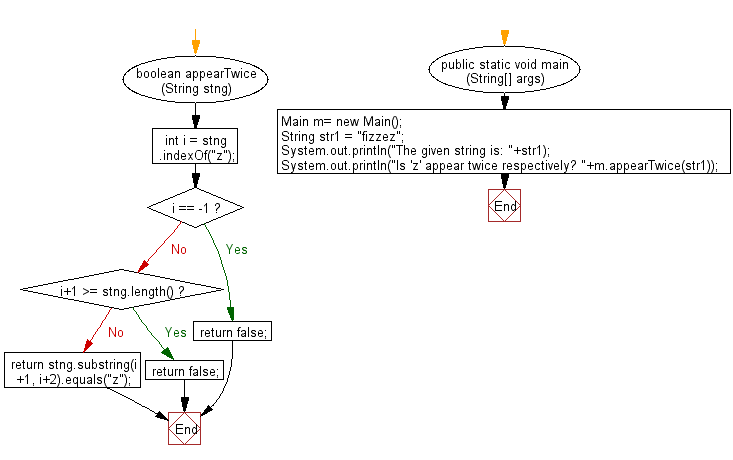 boolean appearTwice
(String stng)
int i = stng
.indexOf("z");
i == -1 ?
No
Yes
i+1 >= stng.length() ?
No
Yes
return false;
return stng.substring(i
+1, i+2).equals("z");
return false;
End
public static void main
(String[] args)
Main m= new Main();
String str1 = "fizzez";
System.out.println("The given string is: "+str1);
System.out.println("Is 'z' appear twice respectively? "+m.appearTwice(str1));
End